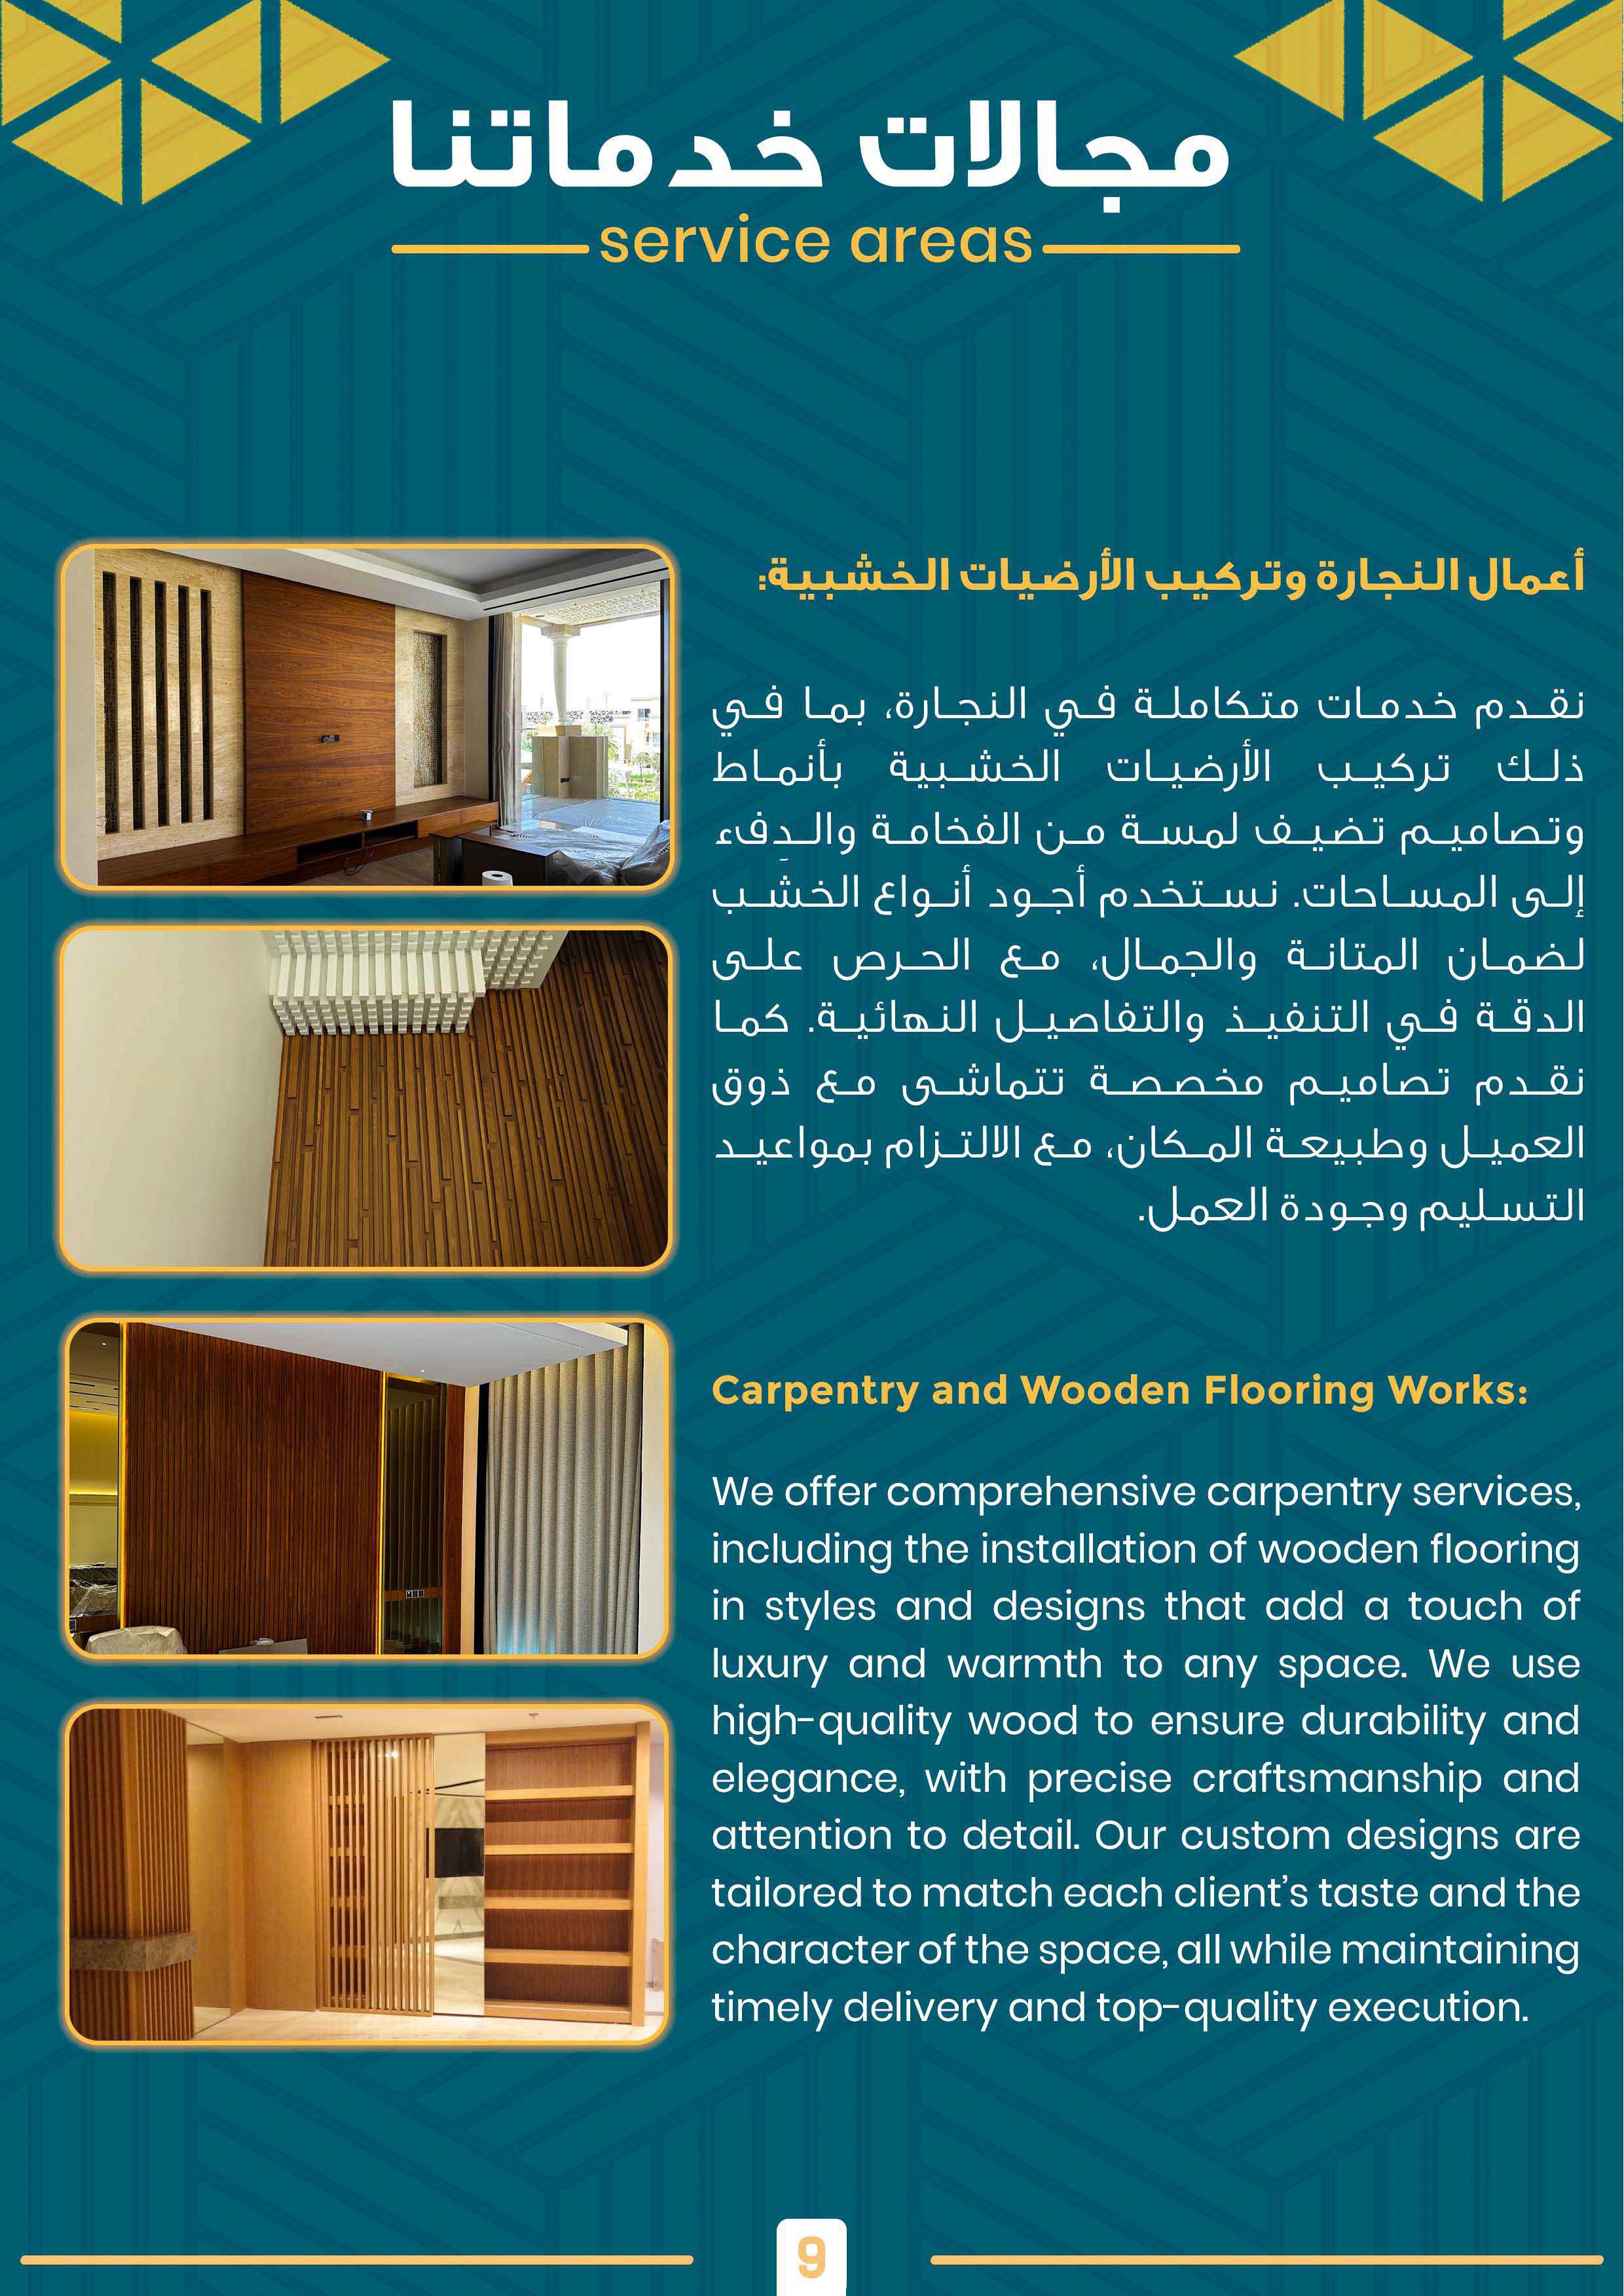 مجالات خدماتنا
service areas
أعمال النجارة وتركيب الأرضيات الخشبية:
نقدم خدمات متكاملة في النجارة، بما في
ذلك تركيب الأرضيات الخشبية بأنماط
وتصاميم تضيف لمسة من الفخامة والدفء
إلى المساحات. نستخدم أجود أنواع الخشَب
لضمان المتانة والجمال، مع الحرص على
الدقة في التنفيذ والتفاصيل النهائية. كما
نقدم تصاميم مخصصة تتماشى مع ذوق
العميل وطبيعة المكان، مع الالتزام بمواعيد
التسليم وجودة العمل.
Carpentry and Wooden Flooring Works:
We offer comprehensive carpentry services,
including the installation of wooden flooring
in styles and designs that add a touch of
luxury and warmth to any space. We use
high-quality wood to ensure durability and
elegance, with precise craftsmanship and
attention to detail. Our custom designs are
tailored to match each client’s taste and the
character of the space, all while maintaining
timely delivery and top-quality execution.
9